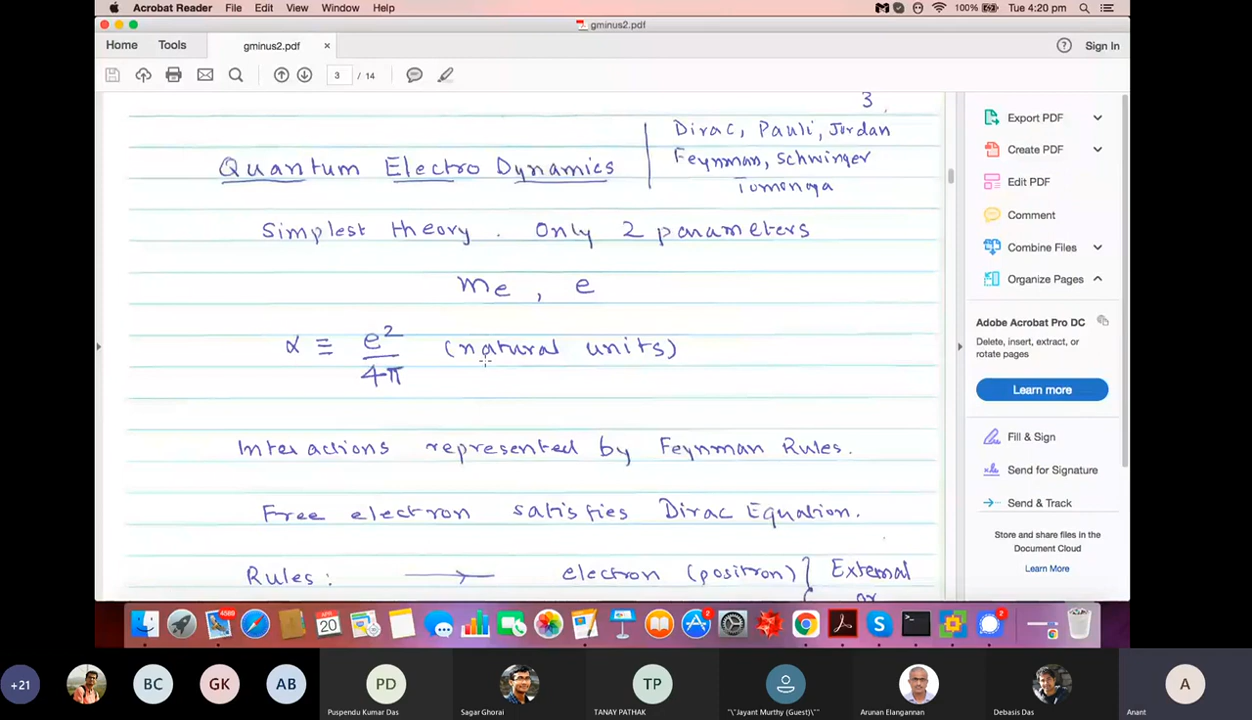 Acrobat Reader File Edit View Window Help
100% Tue 4:20 pm
gminus2.pdf
Home Tools gminus2.pdf × Sign In
3 / 14
3
Quantum Electro Dynamics
Dirac, Pauli, Jordan
Feynman, Schwinger
Tomonaga
Simplest theory. Only 2 parameters
me, e
α ≡ e²/4π (natural units)
Interactions represented by Feynman Rules.
Free electron satisfies Dirac Equation.
Rules: electron (positron) External
or
Export PDF
Create PDF
Edit PDF
Comment
Combine Files
Organize Pages
Adobe Acrobat Pro DC
Delete, insert, extract, or
rotate pages
Learn more
Fill & Sign
Send for Signature
Send & Track
Store and share files in the
Document Cloud
Learn More
4569
APR
20
2
2
+21 BC GK AB PD TP A
Puspendu Kumar Das Sagar Ghorai TANAY PATHAK "\"Jayant Murthy (Guest)\"" Arunan Elangannan Debasis Das Anant